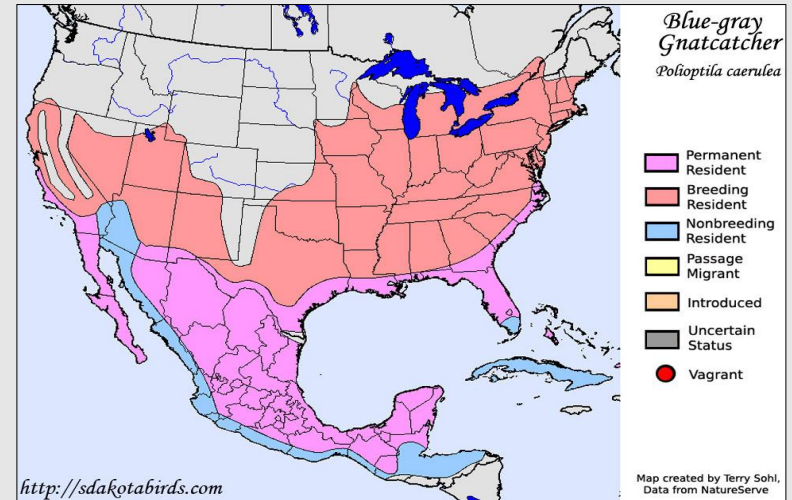 Blue-gray
Gnatcatcher
Polioptila caerulea
Permanent
Resident
Breeding
Resident
Nonbreeding
Resident
Passage
Migrant
Introduced
Uncertain
Status
Vagrant
http://sdakotabirds.com
Map created by Terry Sohl,
Data from NatureServe